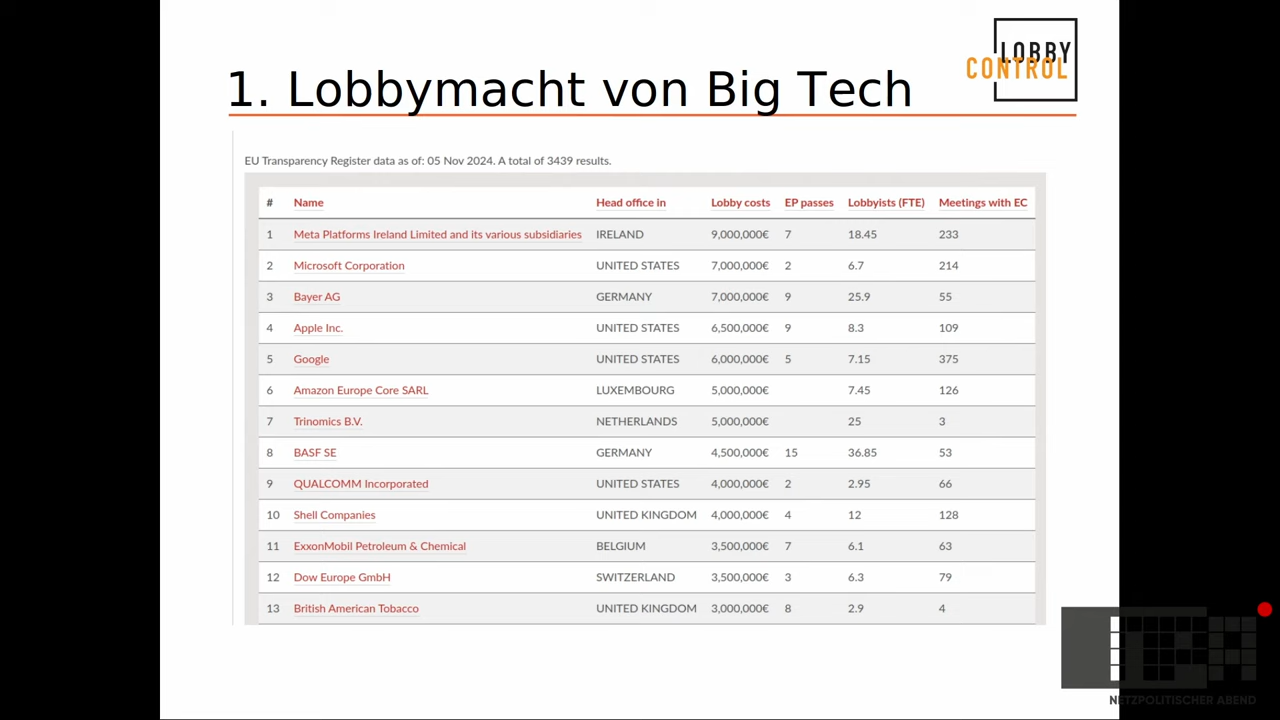 LOBBY
CONTROL
1. Lobbymacht von Big Tech
EU Transparency Register data as of: 05 Nov 2024. A total of 3439 results.
# Name Head office in Lobby costs EP passes Lobbyists (FTE) Meetings with EC
1 Meta Platforms Ireland Limited and its various subsidiaries IRELAND 9,000,000€ 7 18.45 233
2 Microsoft Corporation UNITED STATES 7,000,000€ 2 6.7 214
3 Bayer AG GERMANY 7,000,000€ 9 25.9 55
4 Apple Inc. UNITED STATES 6,500,000€ 9 8.3 109
5 Google UNITED STATES 6,000,000€ 5 7.15 375
6 Amazon Europe Core SARL LUXEMBOURG 5,000,000€ 7.45 126
7 Trinomics B.V. NETHERLANDS 5,000,000€ 25 3
8 BASF SE GERMANY 4,500,000€ 15 36.85 53
9 QUALCOMM Incorporated UNITED STATES 4,000,000€ 2 2.95 66
10 Shell Companies UNITED KINGDOM 4,000,000€ 4 12 128
11 ExxonMobil Petroleum & Chemical BELGIUM 3,500,000€ 7 6.1 63
12 Dow Europe GmbH SWITZERLAND 3,500,000€ 3 6.3 79
13 British American Tobacco UNITED KINGDOM 3,000,000€ 8 2.9 4
NETZPOLITISCHER ABEND